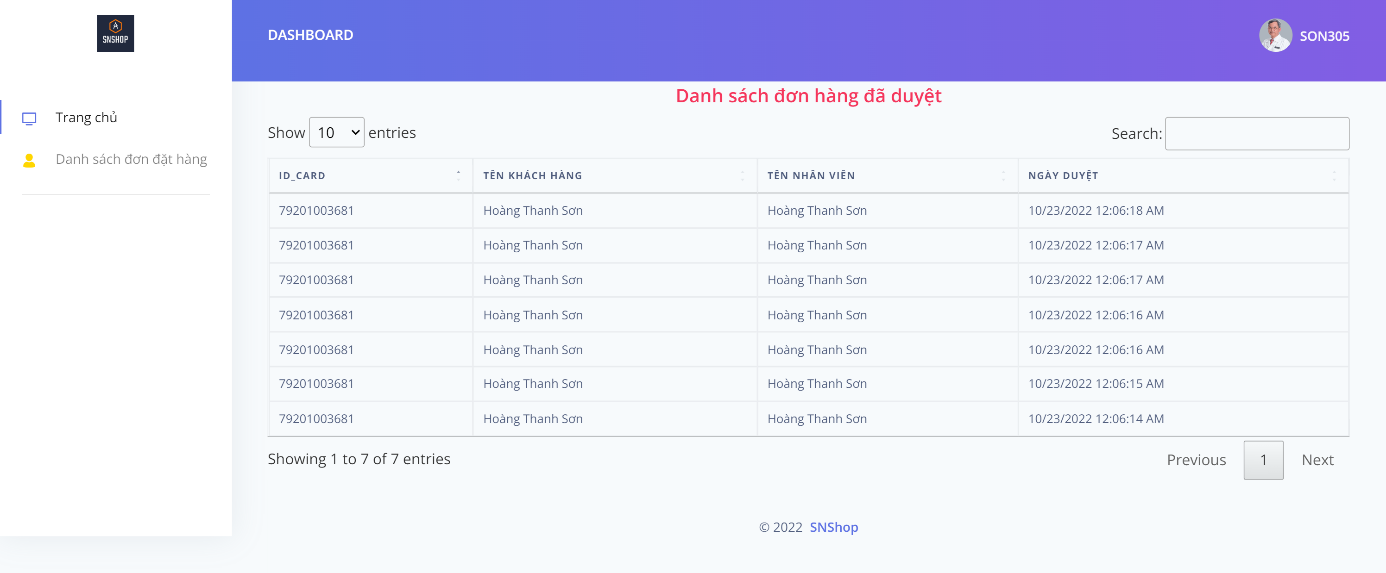 SNSHOP
DASHBOARD
SON305
Trang chủ
Danh sách đơn đặt hàng
Danh sách đơn hàng đã duyệt
Show 10 entries
Search:
ID_CARD TÊN KHÁCH HÀNG TÊN NHÂN VIÊN NGÀY DUYỆT
79201003681 Hoàng Thanh Sơn Hoàng Thanh Sơn 10/23/2022 12:06:18 AM
79201003681 Hoàng Thanh Sơn Hoàng Thanh Sơn 10/23/2022 12:06:17 AM
79201003681 Hoàng Thanh Sơn Hoàng Thanh Sơn 10/23/2022 12:06:17 AM
79201003681 Hoàng Thanh Sơn Hoàng Thanh Sơn 10/23/2022 12:06:16 AM
79201003681 Hoàng Thanh Sơn Hoàng Thanh Sơn 10/23/2022 12:06:16 AM
79201003681 Hoàng Thanh Sơn Hoàng Thanh Sơn 10/23/2022 12:06:15 AM
79201003681 Hoàng Thanh Sơn Hoàng Thanh Sơn 10/23/2022 12:06:14 AM
Showing 1 to 7 of 7 entries
Previous 1 Next
© 2022 SNShop